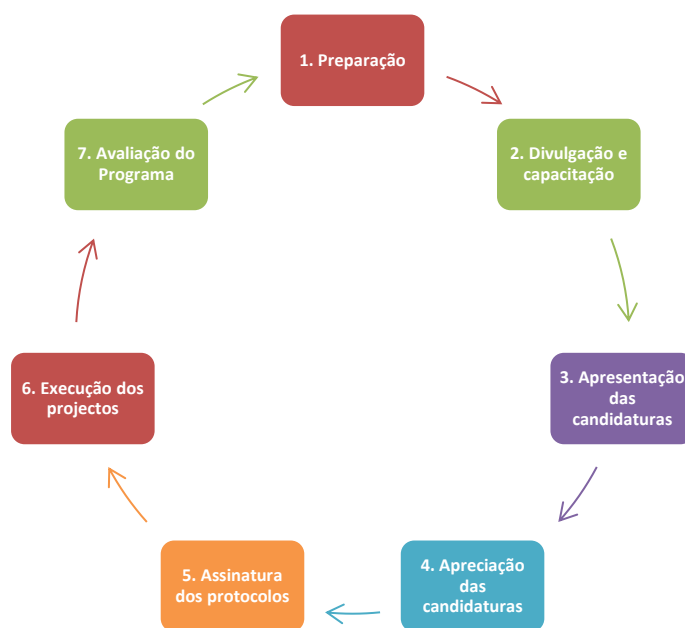 1. Preparação
2. Divulgação e
capacitação
3. Apresentação
das
candidaturas
4. Apreciação
das
candidaturas
5. Assinatura
dos protocolos
6. Execução dos
projectos
7. Avaliação do
Programa